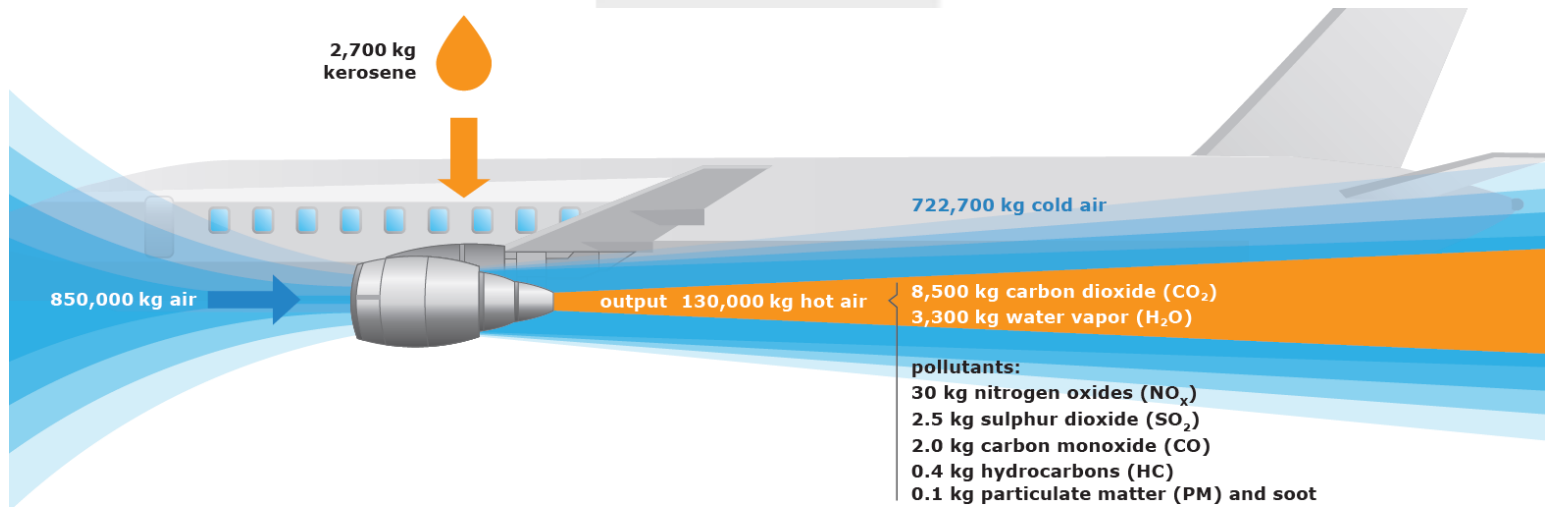 2,700 kg
kerosene
722,700 kg cold air
850,000 kg air
output 130,000 kg hot air
8,500 kg carbon dioxide (CO₂)
3,300 kg water vapor (H₂O)
pollutants:
30 kg nitrogen oxides (NOₓ)
2.5 kg sulphur dioxide (SO₂)
2.0 kg carbon monoxide (CO)
0.4 kg hydrocarbons (HC)
0.1 kg particulate matter (PM) and soot